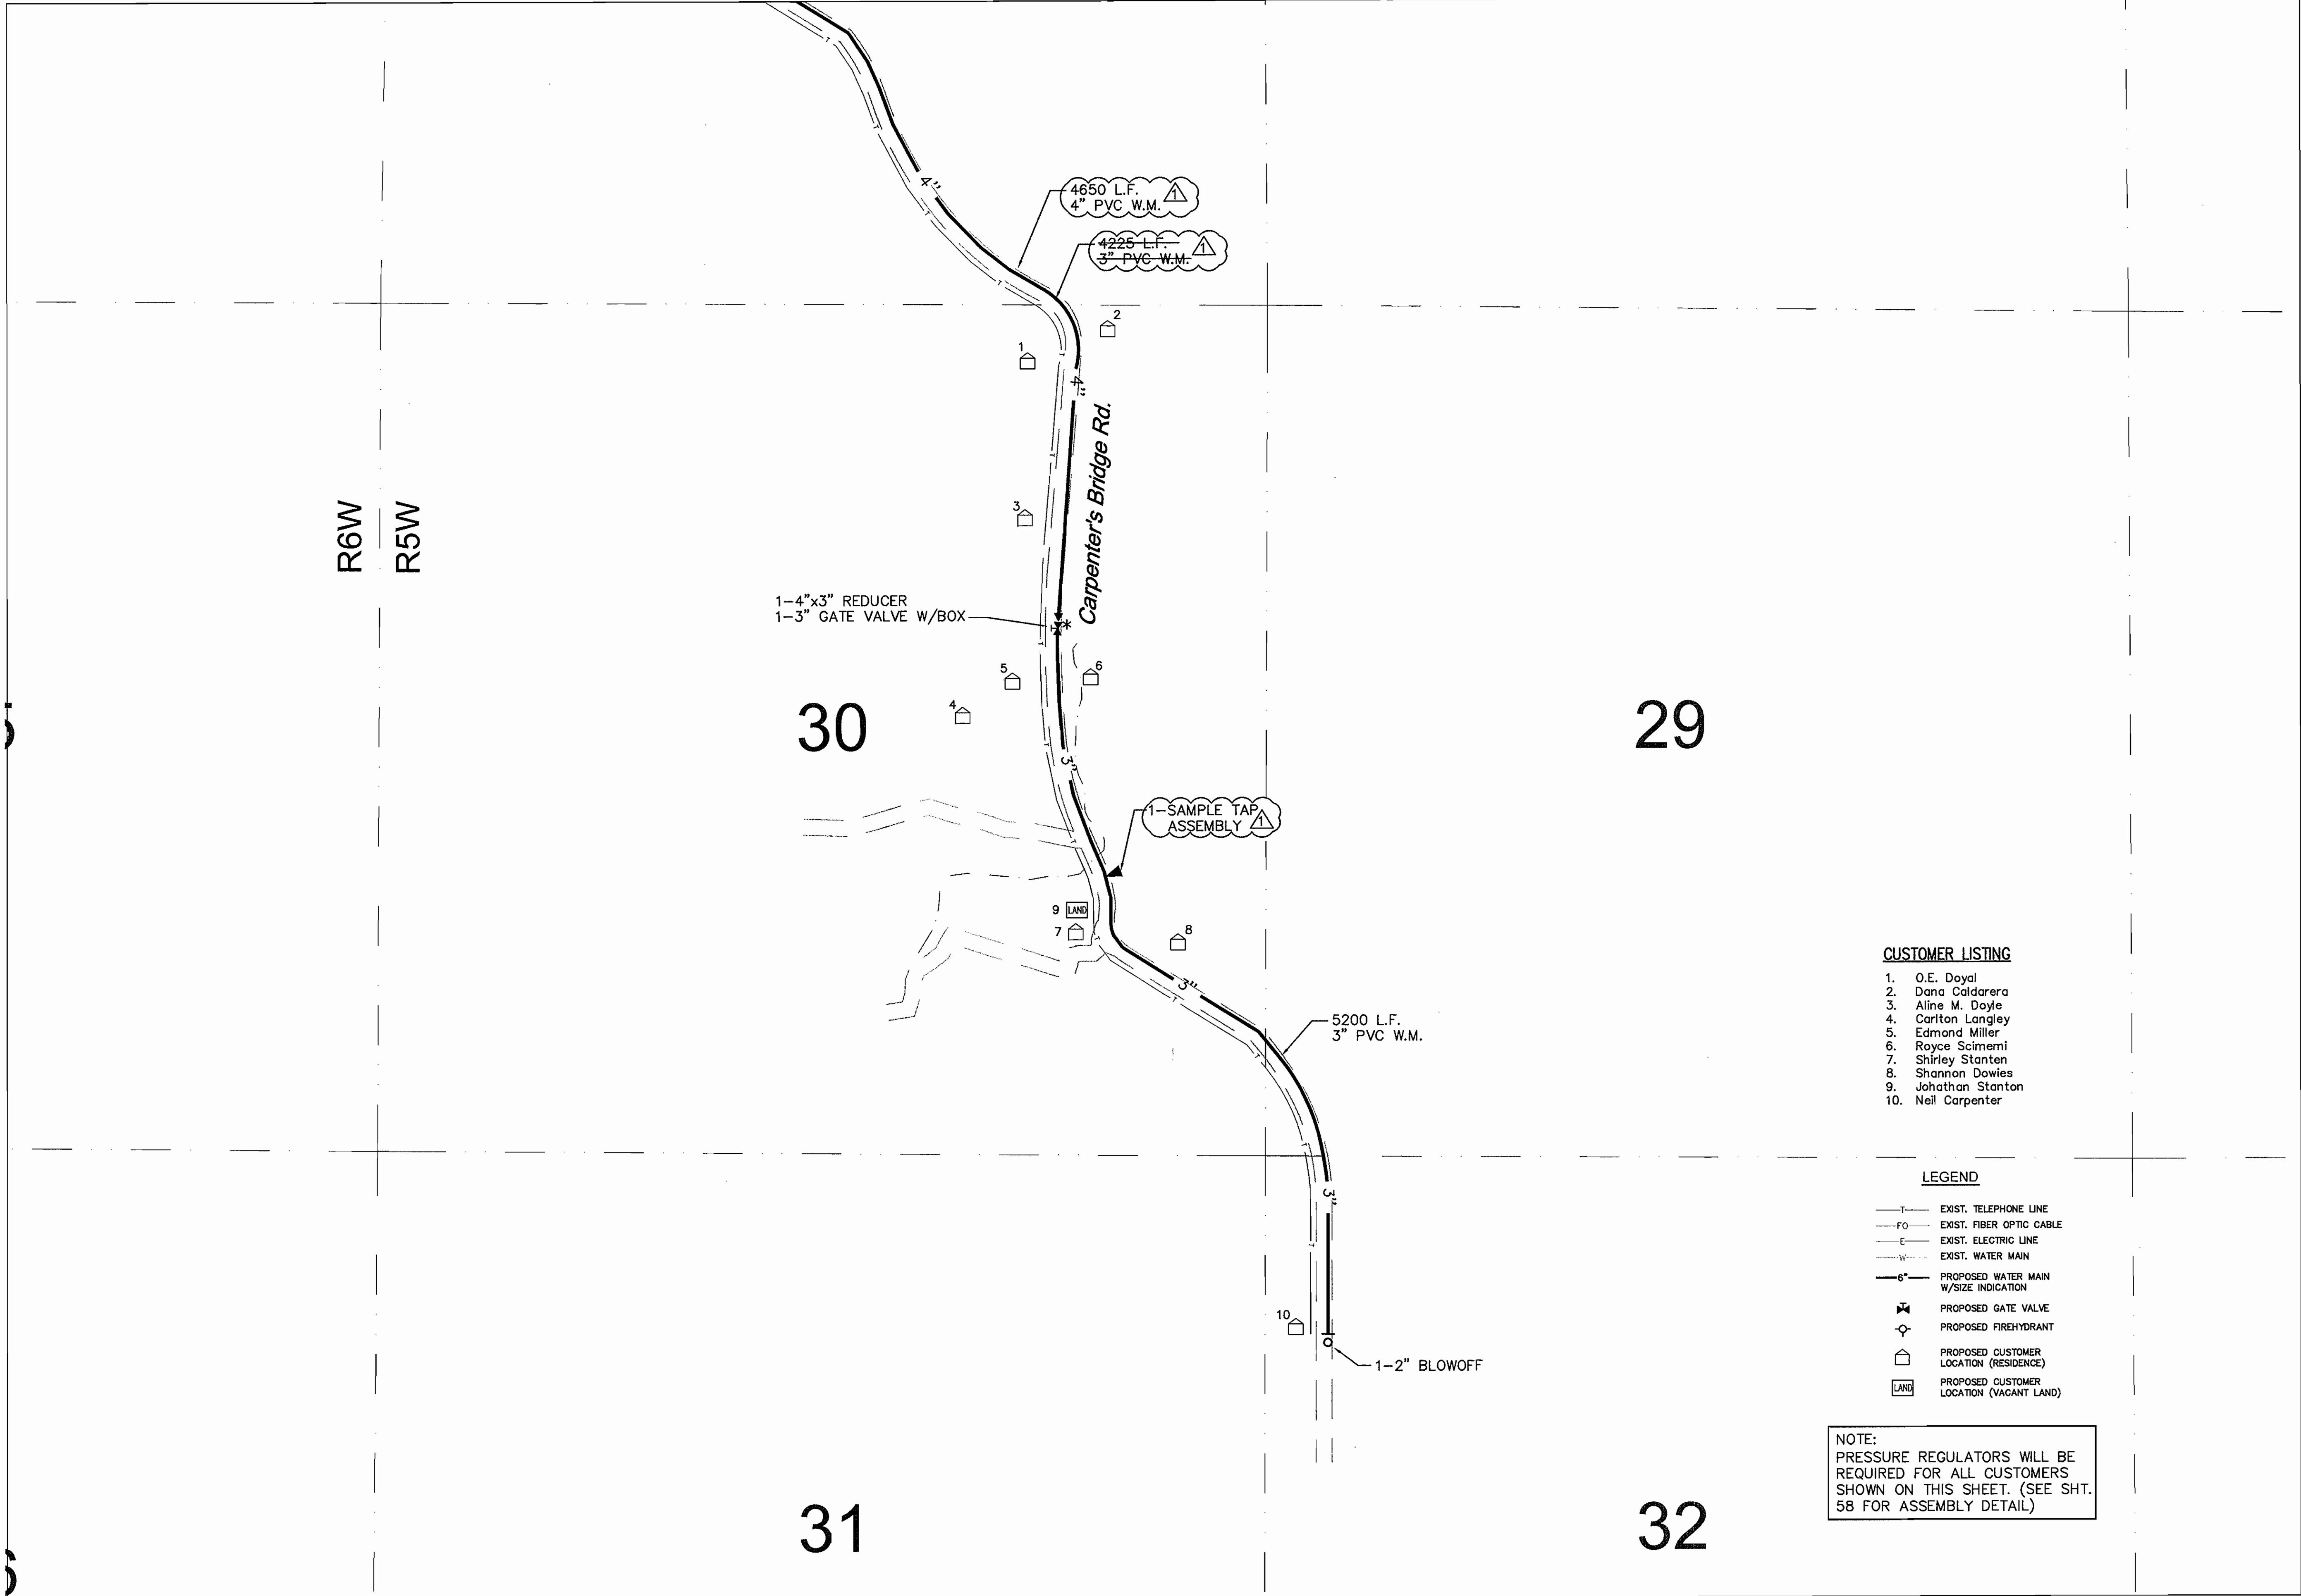 4"
4650 L.F.
4" PVC W.M.
1
4225 L.F.
3" PVC W.M.
1
2
1
4"
Carpenter's Bridge Rd.
3
R6W
R5W
1-4"x3" REDUCER
1-3" GATE VALVE W/BOX
*
5
6
4
30
29
3"
1-SAMPLE TAP
ASSEMBLY
1
9 LAND
7
8
3"
5200 L.F.
3" PVC W.M.
3"
10
1-2" BLOWOFF
31
32
CUSTOMER LISTING
1. O.E. Doyal
2. Dana Caldarera
3. Aline M. Doyle
4. Carlton Langley
5. Edmond Miller
6. Royce Scimemi
7. Shirley Stanten
8. Shannon Dowies
9. Johathan Stanton
10. Neil Carpenter
LEGEND
T EXIST. TELEPHONE LINE
FO EXIST. FIBER OPTIC CABLE
E EXIST. ELECTRIC LINE
W EXIST. WATER MAIN
6" PROPOSED WATER MAIN
W/SIZE INDICATION
PROPOSED GATE VALVE
PROPOSED FIREHYDRANT
PROPOSED CUSTOMER
LOCATION (RESIDENCE)
LAND PROPOSED CUSTOMER
LOCATION (VACANT LAND)
NOTE:
PRESSURE REGULATORS WILL BE
REQUIRED FOR ALL CUSTOMERS
SHOWN ON THIS SHEET. (SEE SHT.
58 FOR ASSEMBLY DETAIL)